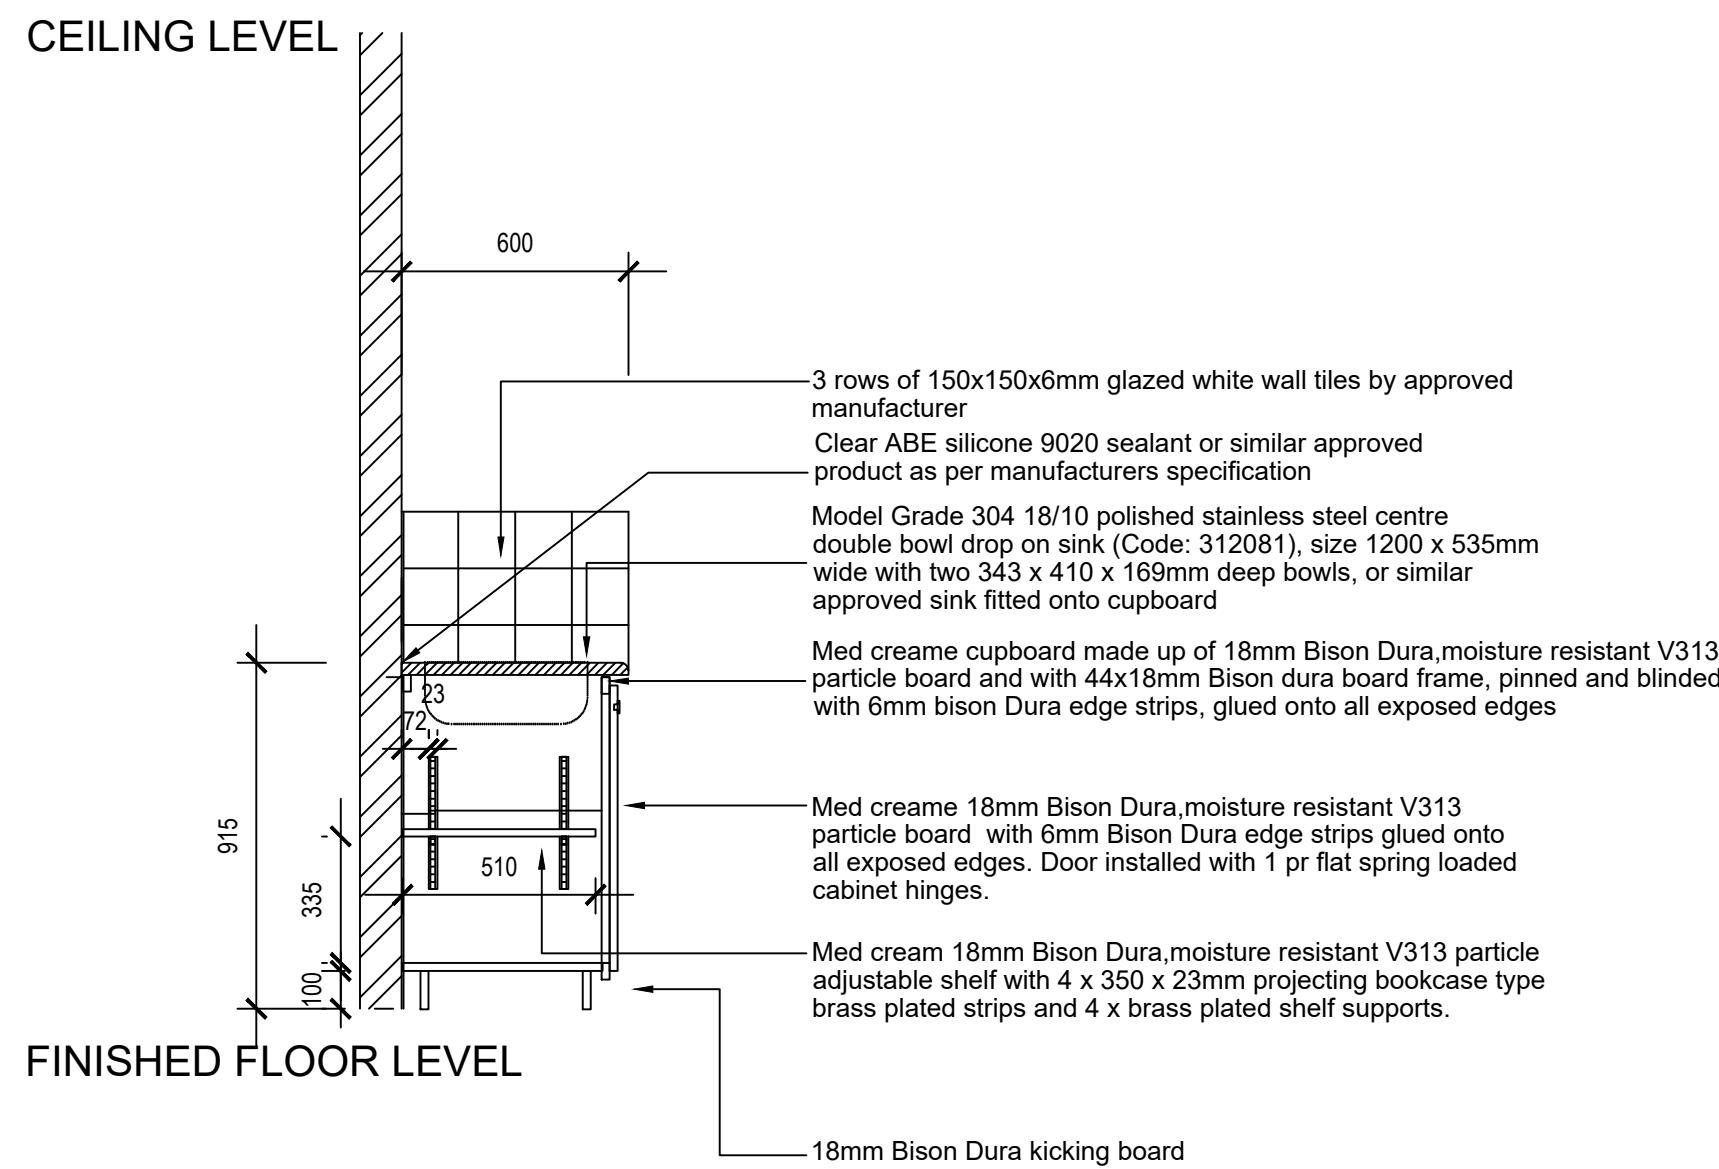 CEILING LEVEL
600
3 rows of 150x150x6mm glazed white wall tiles by approved
manufacturer
Clear ABE silicone 9020 sealant or similar approved
product as per manufacturers specification
Model Grade 304 18/10 polished stainless steel centre
double bowl drop on sink (Code: 312081), size 1200 x 535mm
wide with two 343 x 410 x 169mm deep bowls, or similar
approved sink fitted onto cupboard
Med creame cupboard made up of 18mm Bison Dura,moisture resistant V313
particle board and with 44x18mm Bison dura board frame, pinned and blinded
with 6mm bison Dura edge strips, glued onto all exposed edges
23
72
915
Med creame 18mm Bison Dura,moisture resistant V313
particle board with 6mm Bison Dura edge strips glued onto
all exposed edges. Door installed with 1 pr flat spring loaded
cabinet hinges.
510
335
Med cream 18mm Bison Dura,moisture resistant V313 particle
adjustable shelf with 4 x 350 x 23mm projecting bookcase type
brass plated strips and 4 x brass plated shelf supports.
100
FINISHED FLOOR LEVEL
18mm Bison Dura kicking board